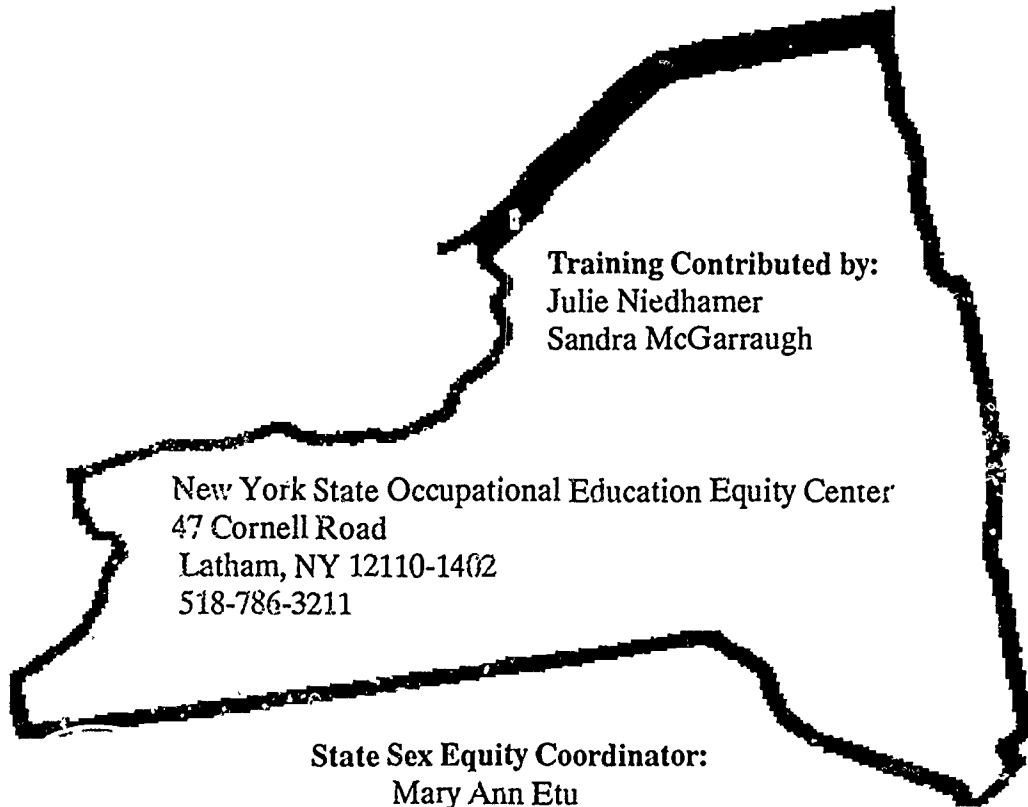 Training Contributed by:
Julie Niedhamer
Sandra McGarraugh
New York State Occupational Education Equity Center
47 Cornell Road
Latham, NY 12110-1402
518-786-3211
State Sex Equity Coordinator:
Mary Ann Etu